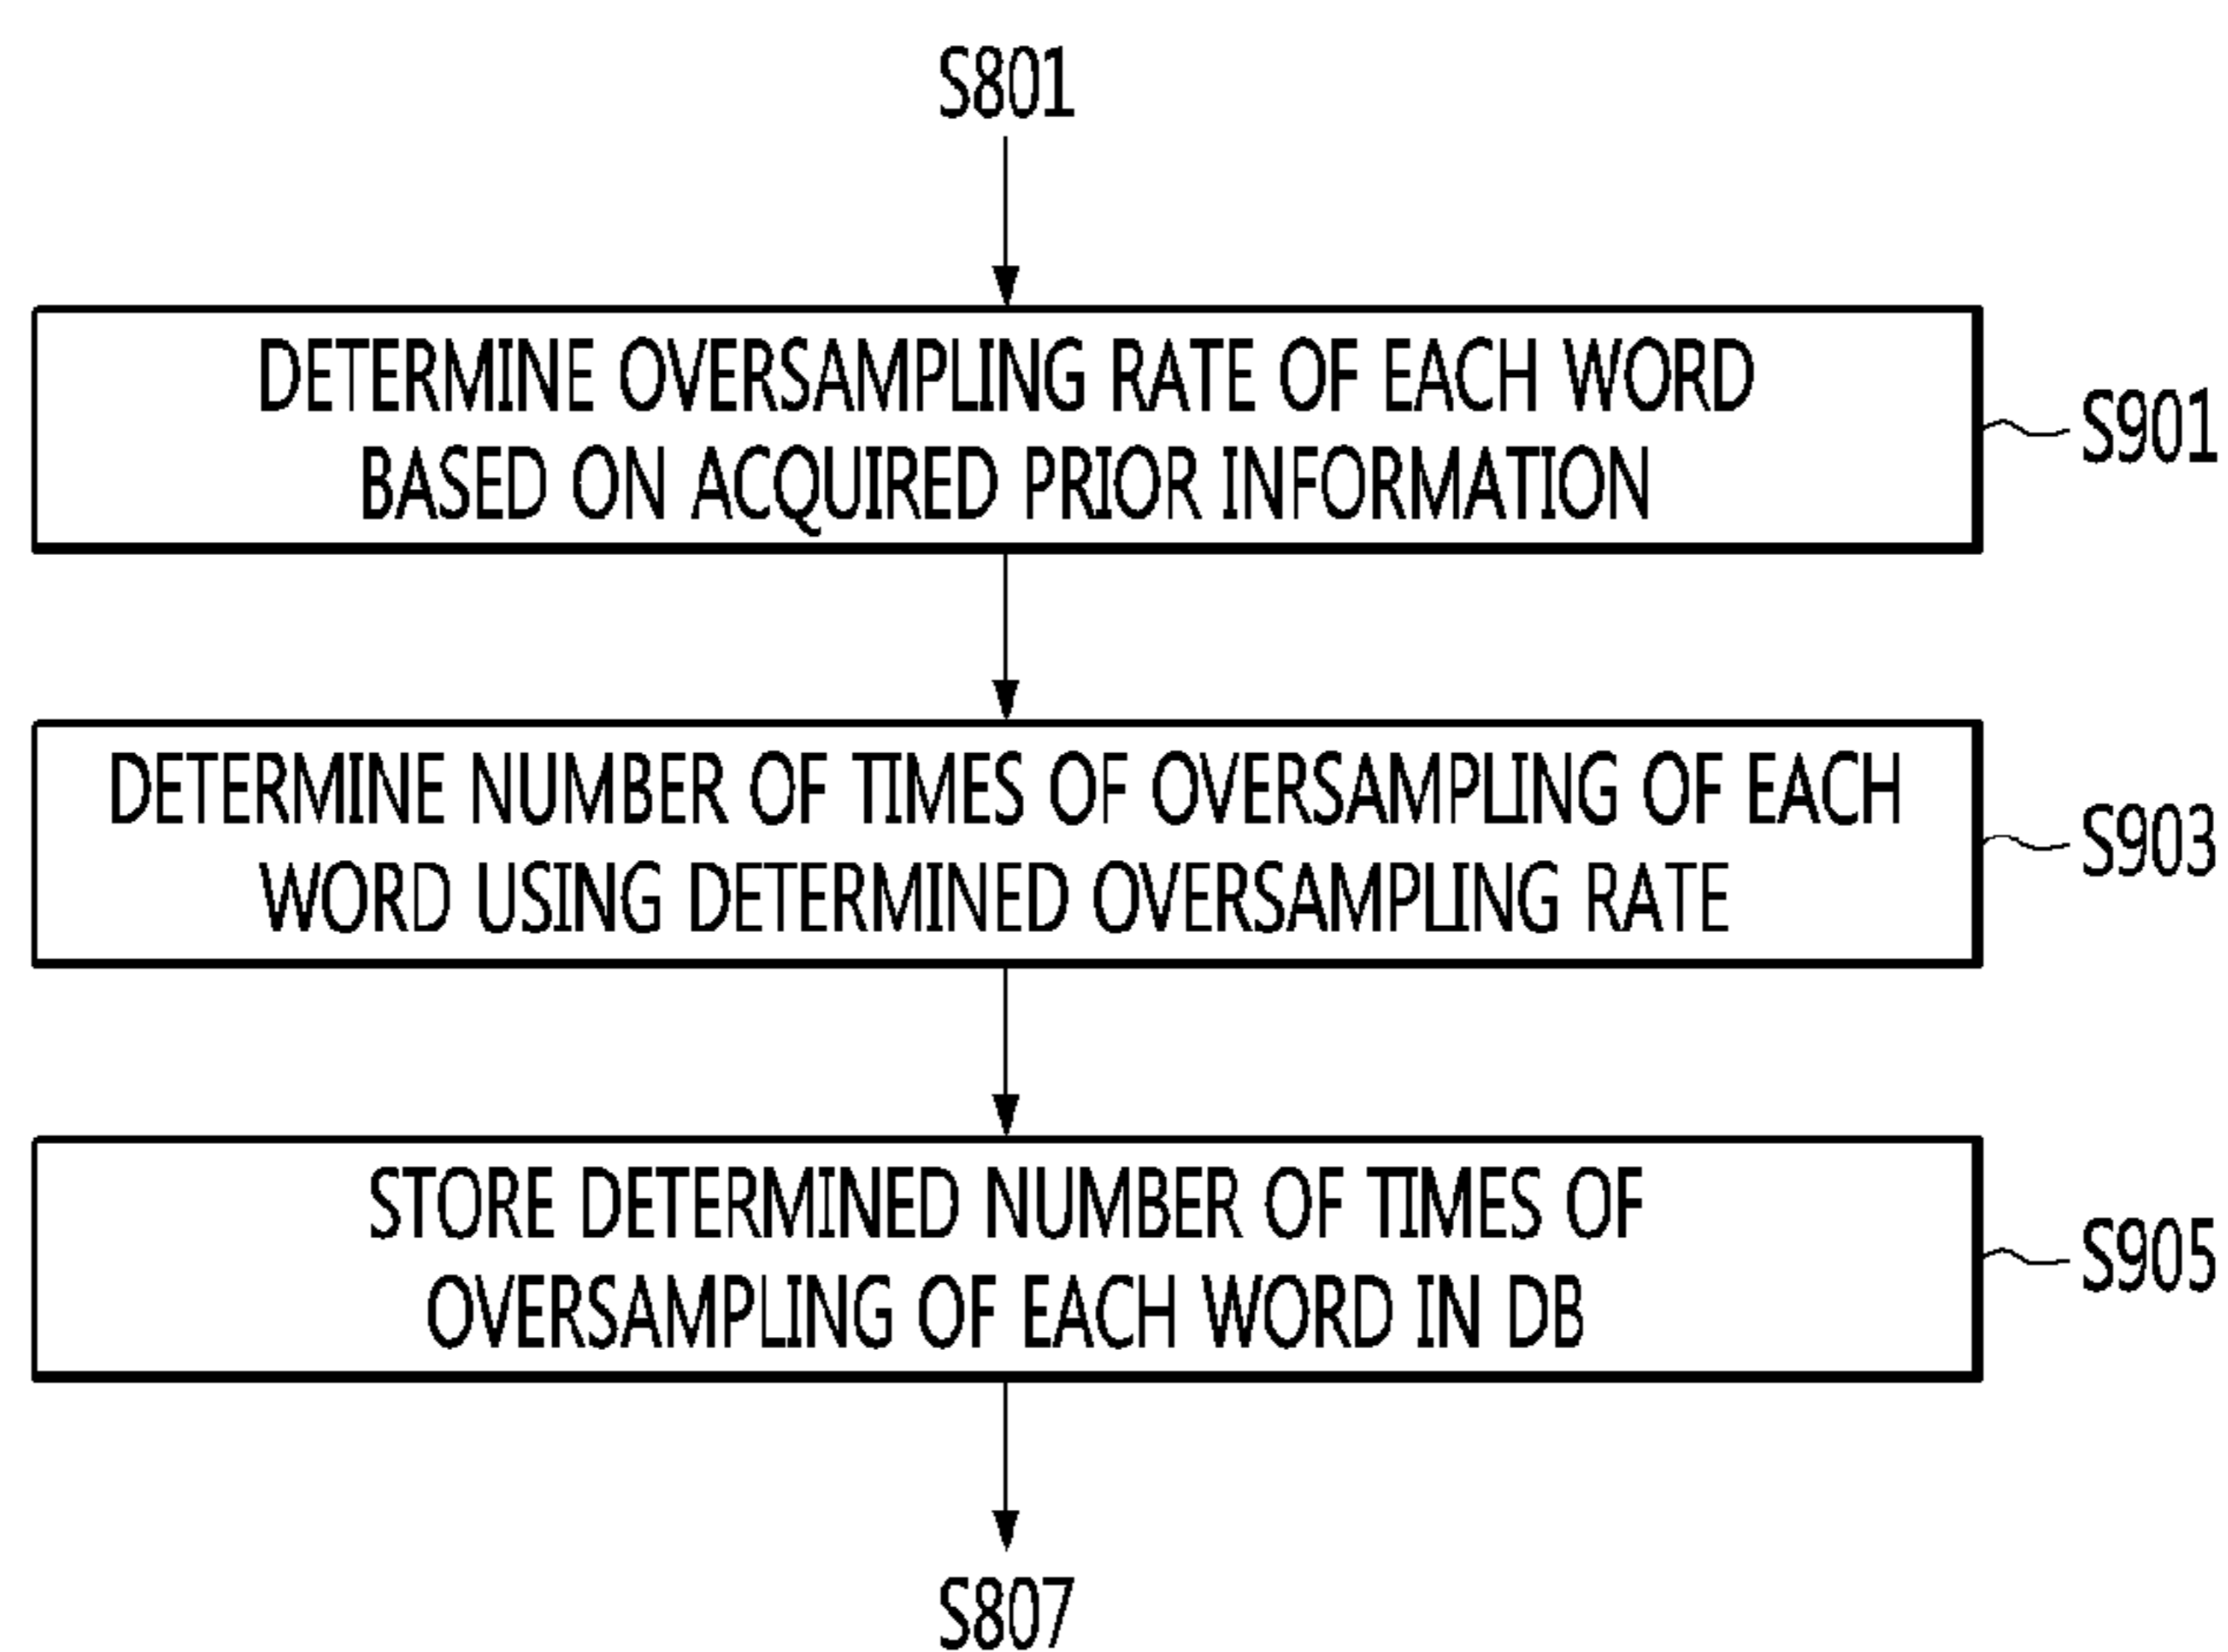 S801
DETERMINE OVERSAMPLING RATE OF EACH WORD
BASED ON ACQUIRED PRIOR INFORMATION
S901
DETERMINE NUMBER OF TIMES OF OVERSAMPLING OF EACH
WORD USING DETERMINED OVERSAMPLING RATE
S903
STORE DETERMINED NUMBER OF TIMES OF
OVERSAMPLING OF EACH WORD IN DB
S905
S807